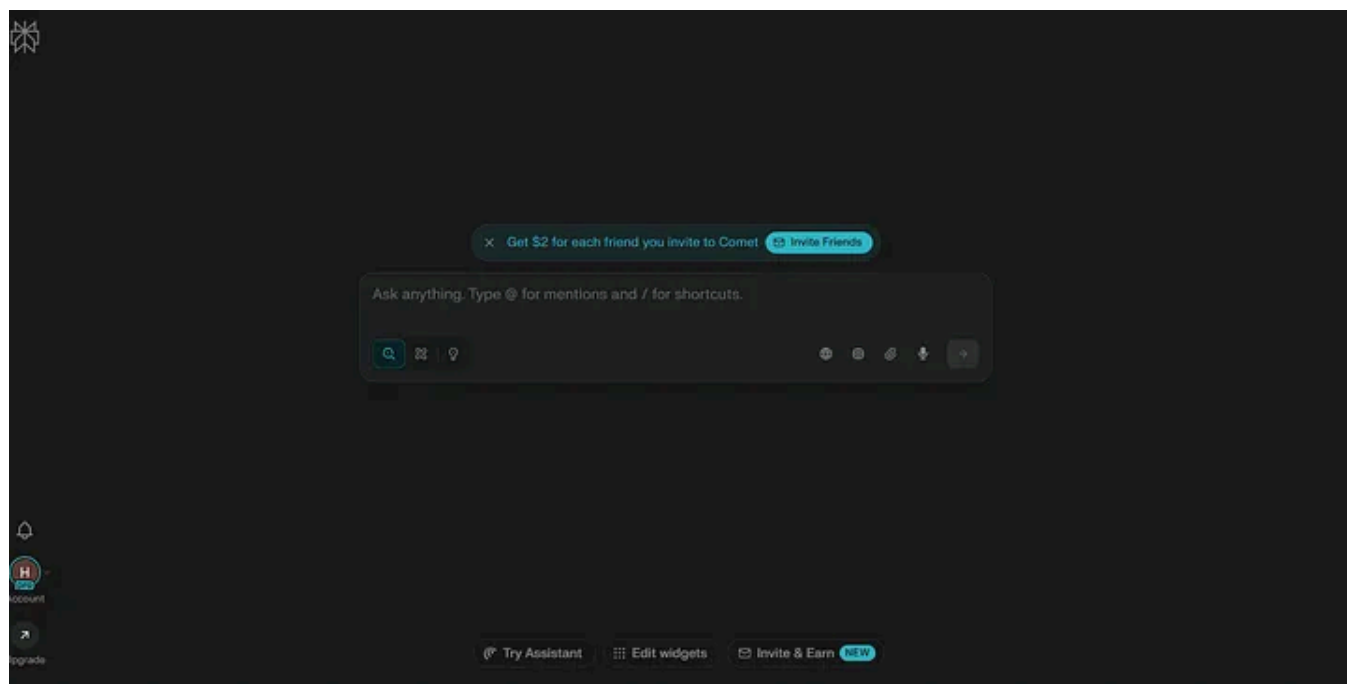 Get $2 for each friend you invite to Comet Invite Friends
Ask anything. Type @ for mentions and / for shortcuts.
H
Account
Upgrade
Try Assistant Edit widgets Invite & Earn NEW